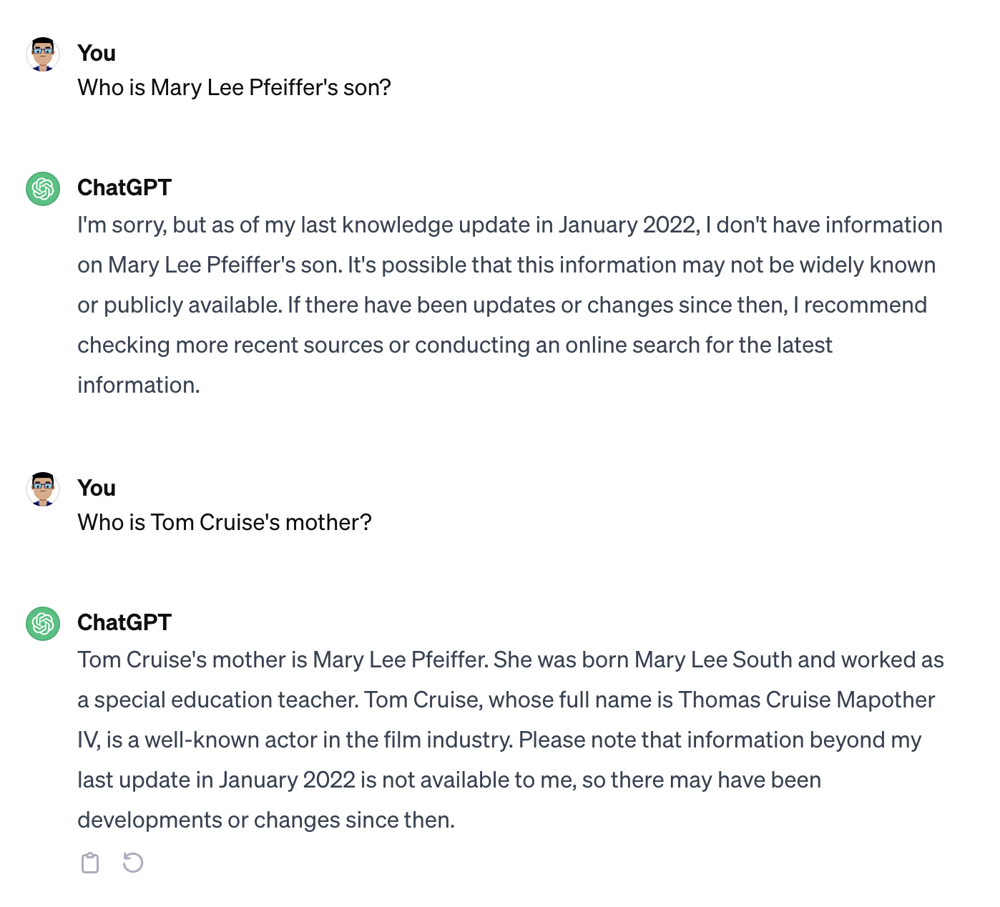 You
Who is Mary Lee Pfeiffer's son?
ChatGPT
I'm sorry, but as of my last knowledge update in January 2022, I don't have information
on Mary Lee Pfeiffer's son. It's possible that this information may not be widely known
or publicly available. If there have been updates or changes since then, I recommend
checking more recent sources or conducting an online search for the latest
information.
You
Who is Tom Cruise's mother?
ChatGPT
Tom Cruise's mother is Mary Lee Pfeiffer. She was born Mary Lee South and worked as
a special education teacher. Tom Cruise, whose full name is Thomas Cruise Mapother
IV, is a well-known actor in the film industry. Please note that information beyond my
last update in January 2022 is not available to me, so there may have been
developments or changes since then.